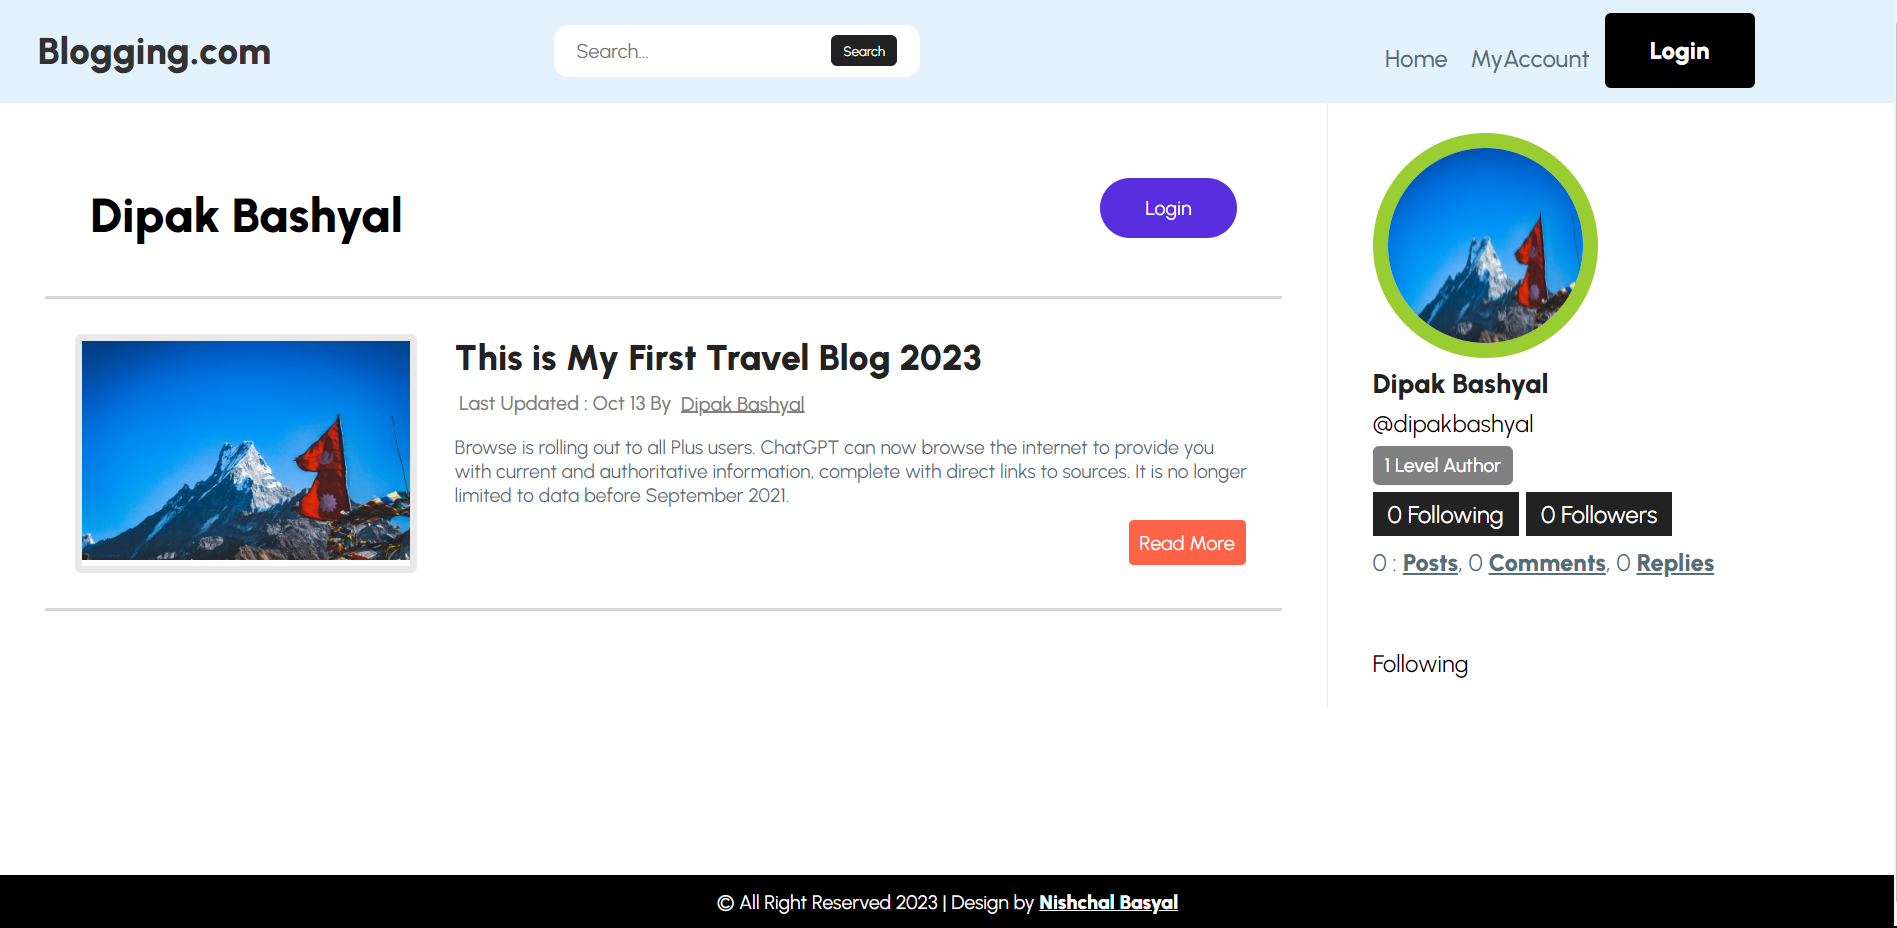 Blogging.com
Search...
Search
Home
MyAccount
Login
Dipak Bashyal
Login
This is My First Travel Blog 2023
Last Updated : Oct 13 By Dipak Bashyal
Browse is rolling out to all Plus users. ChatGPT can now browse the internet to provide you
with current and authoritative information, complete with direct links to sources. It is no longer
limited to data before September 2021.
Read More
Dipak Bashyal
@dipakbashyal
1 Level Author
0 Following
0 Followers
0 : Posts, 0 Comments, 0 Replies
Following
© All Right Reserved 2023 | Design by Nishchal Basyal